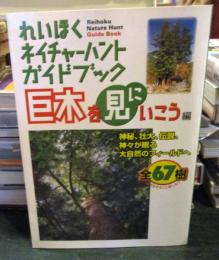 れいほく
Reihoku
Nature Hunt
Guide Book
ネイチャーハント
ガイドブック
巨木を見にいこう編
神秘、壮大、伝説。
神々が眠る
大自然のフィールドへ
全67樹